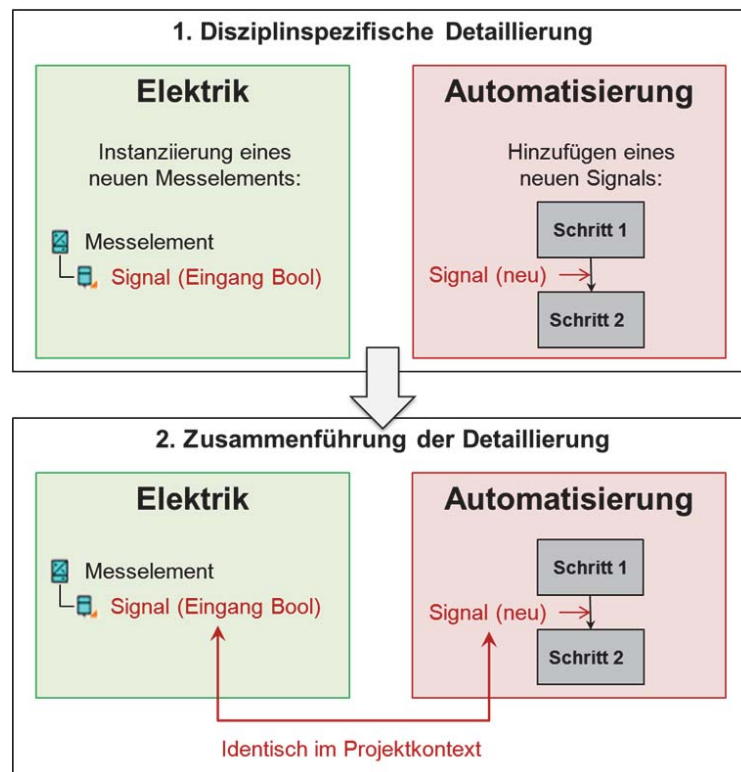 1. Disziplinspezifische Detaillierung
Elektrik
Instanziierung eines
neuen Messelements:
Messelement
Signal (Eingang Bool)
Automatisierung
Hinzufügen eines
neuen Signals:
Schritt 1
Signal (neu)
Schritt 2
2. Zusammenführung der Detaillierung
Elektrik
Messelement
Signal (Eingang Bool)
Automatisierung
Schritt 1
Signal (neu)
Schritt 2
Identisch im Projektkontext